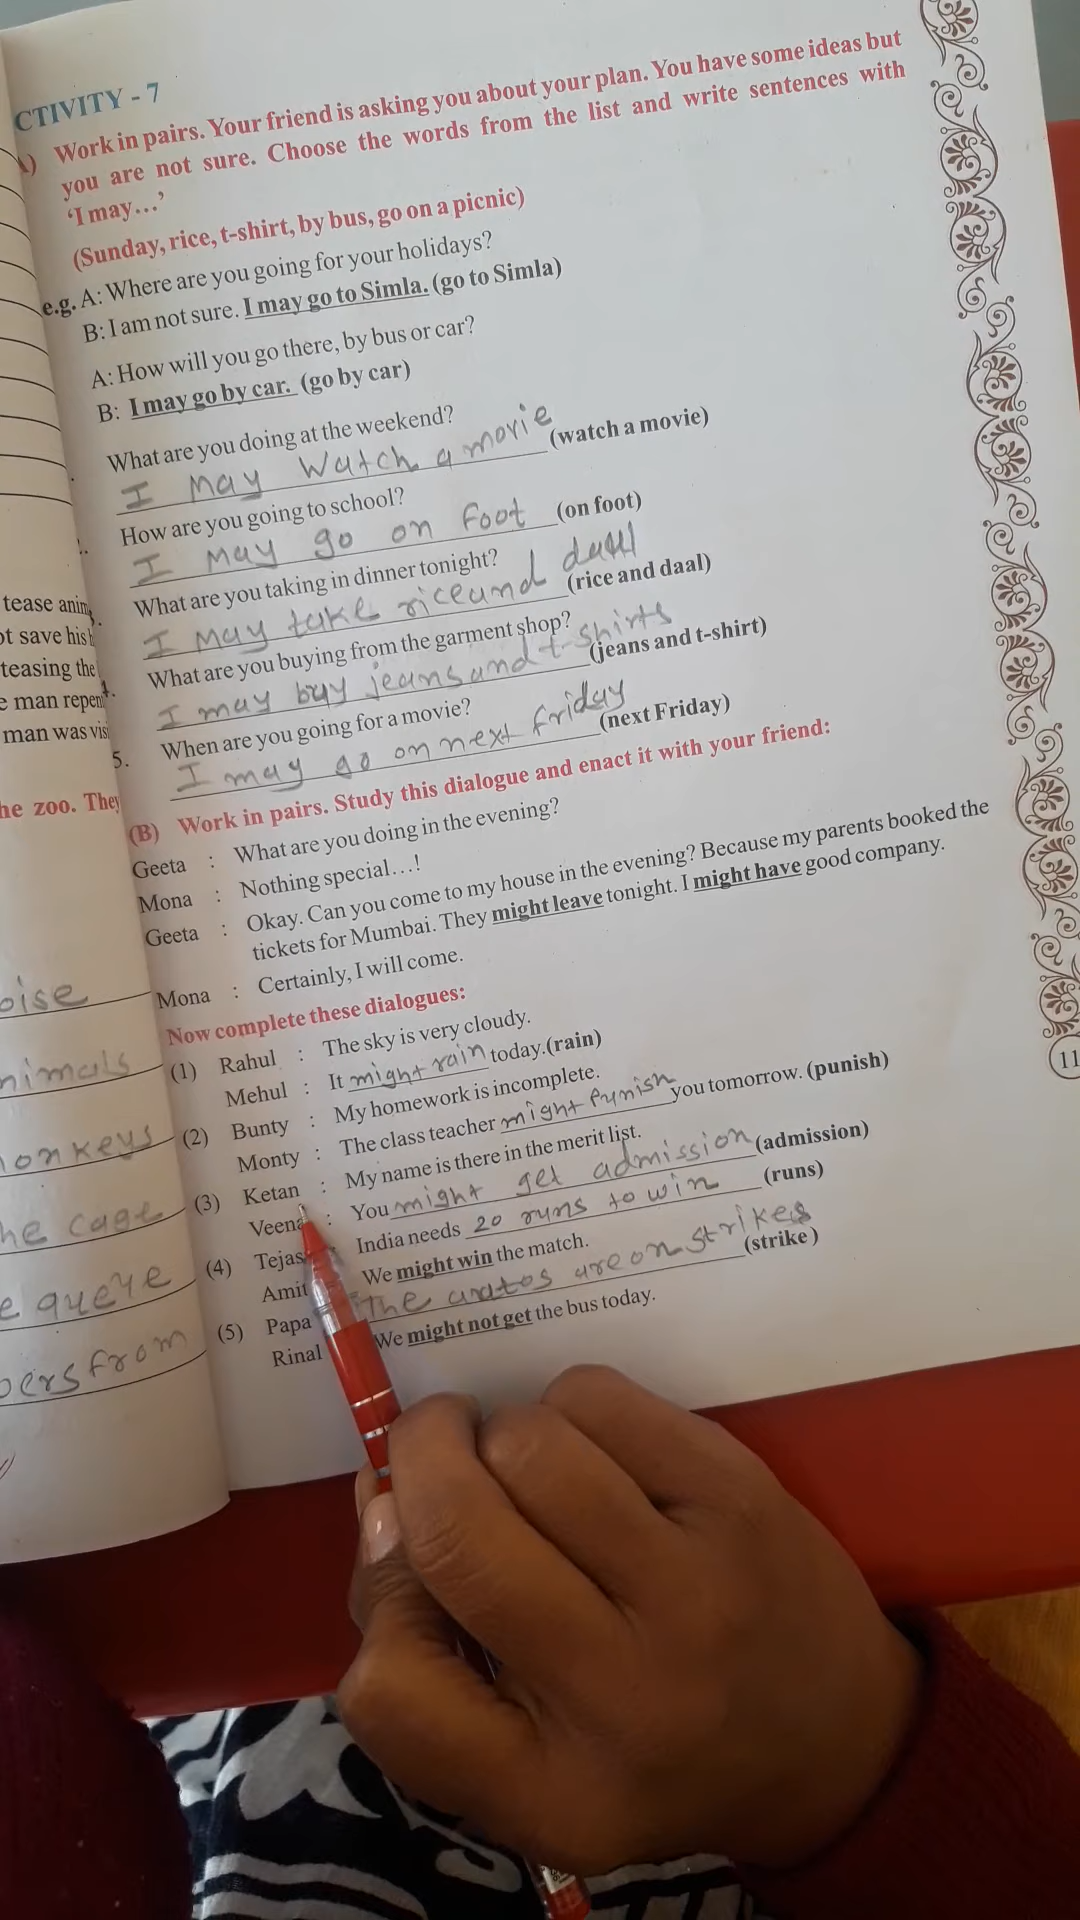 CTIVITY - 7
) Work in pairs. Your friend is asking you about your plan. You have some ideas but
you are not sure. Choose the words from the list and write sentences with
‘I may...’
(Sunday, rice, t-shirt, by bus, go on a picnic)
e.g. A: Where are you going for your holidays?
B: I am not sure. I may go to Simla. (go to Simla)
A: How will you go there, by bus or car?
B: I may go by car. (go by car)
What are you doing at the weekend?
I may watch a movie (watch a movie)
How are you going to school?
I may go on foot (on foot)
What are you taking in dinner tonight?
I may take rice and daal (rice and daal)
What are you buying from the garment shop?
I may buy jeans and t-shirts (jeans and t-shirt)
5. When are you going for a movie?
I may go on next friday (next Friday)
(B) Work in pairs. Study this dialogue and enact it with your friend:
Geeta : What are you doing in the evening?
Mona : Nothing special...!
Geeta : Okay. Can you come to my house in the evening? Because my parents booked the
tickets for Mumbai. They might leave tonight. I might have good company.
Mona : Certainly, I will come.
Now complete these dialogues:
(1) Rahul : The sky is very cloudy.
Mehul : It might rain today. (rain)
(2) Bunty : My homework is incomplete.
Monty : The class teacher might Punish you tomorrow. (punish)
(3) Ketan : My name is there in the merit list.
Veena : You might get admission (admission)
(4) Tejas India needs 20 runs to win (runs)
Amit We might win the match.
(5) Papa The autos are on strikes (strike)
Rinal We might not get the bus today.
11
tease anim
ot save his
teasing the
e man repen
man was vis
he zoo. They
oise
nimals
onkeys
he cage
e queue
bers from